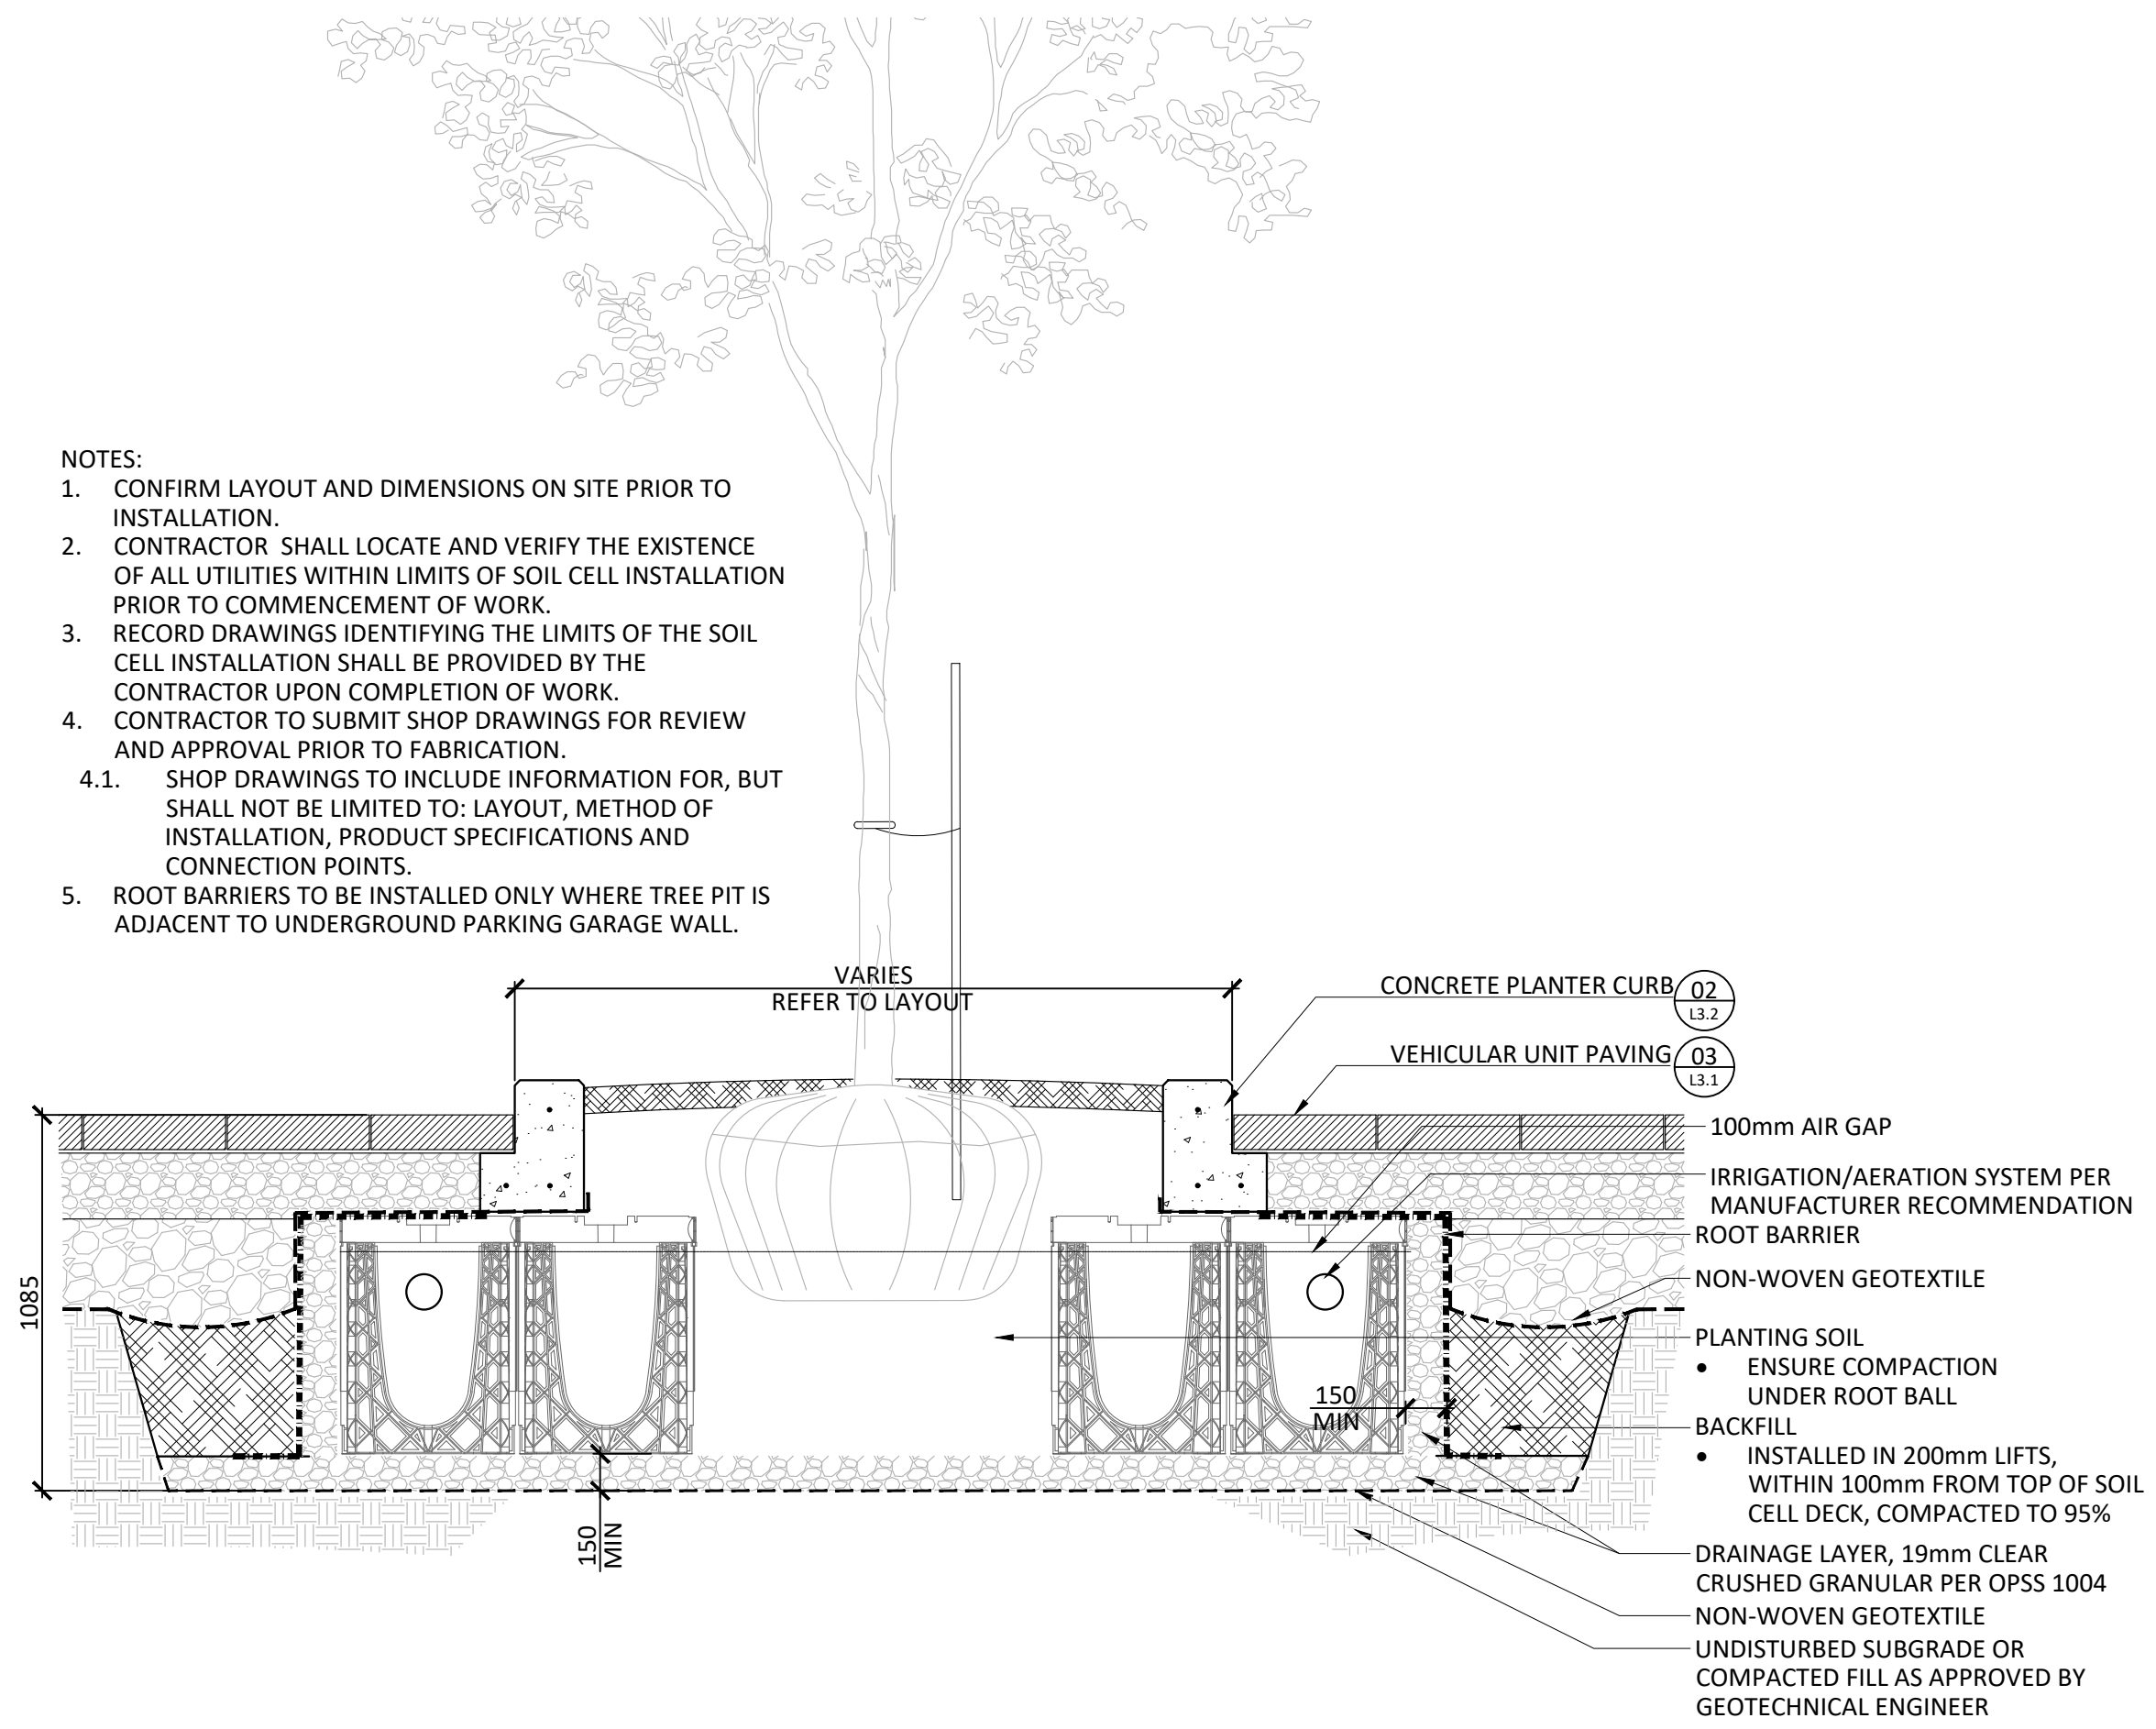 NOTES:
1. CONFIRM LAYOUT AND DIMENSIONS ON SITE PRIOR TO
INSTALLATION.
2. CONTRACTOR SHALL LOCATE AND VERIFY THE EXISTENCE
OF ALL UTILITIES WITHIN LIMITS OF SOIL CELL INSTALLATION
PRIOR TO COMMENCEMENT OF WORK.
3. RECORD DRAWINGS IDENTIFYING THE LIMITS OF THE SOIL
CELL INSTALLATION SHALL BE PROVIDED BY THE
CONTRACTOR UPON COMPLETION OF WORK.
4. CONTRACTOR TO SUBMIT SHOP DRAWINGS FOR REVIEW
AND APPROVAL PRIOR TO FABRICATION.
4.1. SHOP DRAWINGS TO INCLUDE INFORMATION FOR, BUT
SHALL NOT BE LIMITED TO: LAYOUT, METHOD OF
INSTALLATION, PRODUCT SPECIFICATIONS AND
CONNECTION POINTS.
5. ROOT BARRIERS TO BE INSTALLED ONLY WHERE TREE PIT IS
ADJACENT TO UNDERGROUND PARKING GARAGE WALL.
VARIES
REFER TO LAYOUT
CONCRETE PLANTER CURB
02
L3.2
VEHICULAR UNIT PAVING
03
L3.1
100mm AIR GAP
IRRIGATION/AERATION SYSTEM PER
MANUFACTURER RECOMMENDATION
ROOT BARRIER
NON-WOVEN GEOTEXTILE
PLANTING SOIL
• ENSURE COMPACTION
UNDER ROOT BALL
BACKFILL
• INSTALLED IN 200mm LIFTS,
WITHIN 100mm FROM TOP OF SOIL
CELL DECK, COMPACTED TO 95%
DRAINAGE LAYER, 19mm CLEAR
CRUSHED GRANULAR PER OPSS 1004
NON-WOVEN GEOTEXTILE
UNDISTURBED SUBGRADE OR
COMPACTED FILL AS APPROVED BY
GEOTECHNICAL ENGINEER
1085
150
MIN
150
MIN